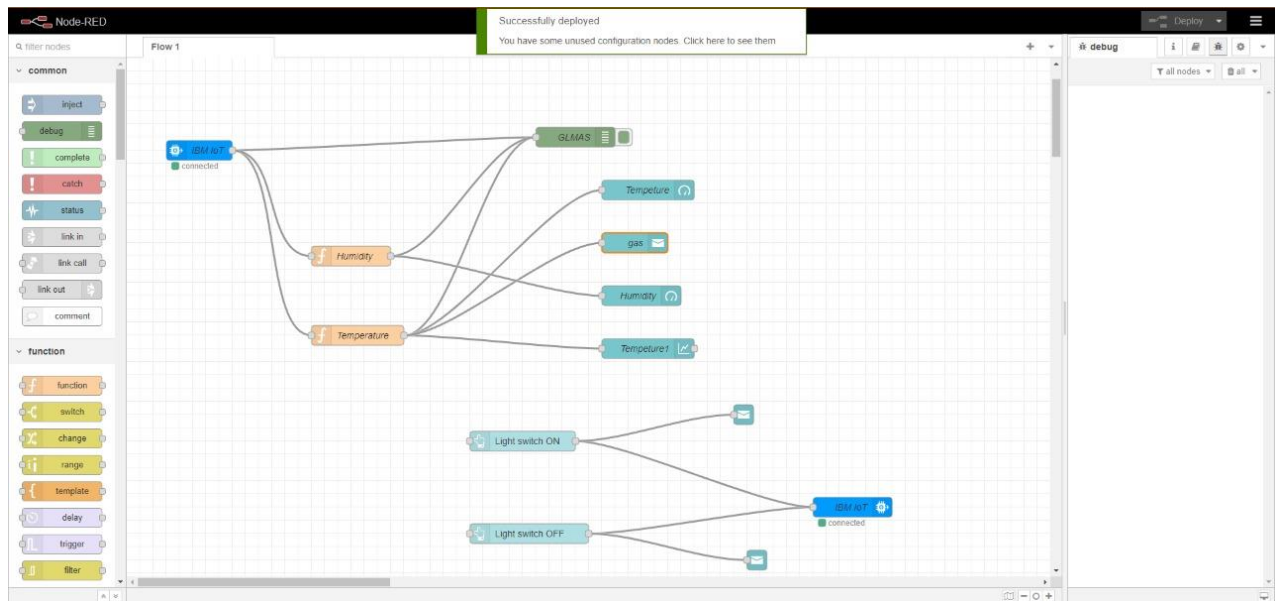 Node-RED
Successfully deployed
You have some unused configuration nodes. Click here to see them
Deploy
filter nodes
Flow 1
debug
i
all nodes
all
common
inject
debug
complete
catch
status
link in
link call
link out
comment
function
function
switch
change
range
template
delay
trigger
filter
IBM IoT
connected
GLMAS
Tempeture
gas
Humidity
Humidity
Temperature
Tempeture1
Light switch ON
IBM IoT
connected
Light switch OFF